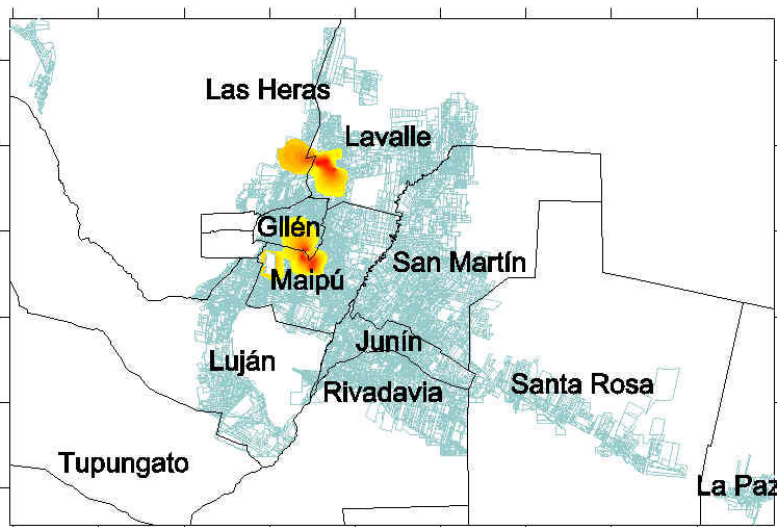 Las Heras
Lavalle
Gllén
San Martín
Maipú
Junín
Luján
Rivadavia
Santa Rosa
Tupungato
La Paz